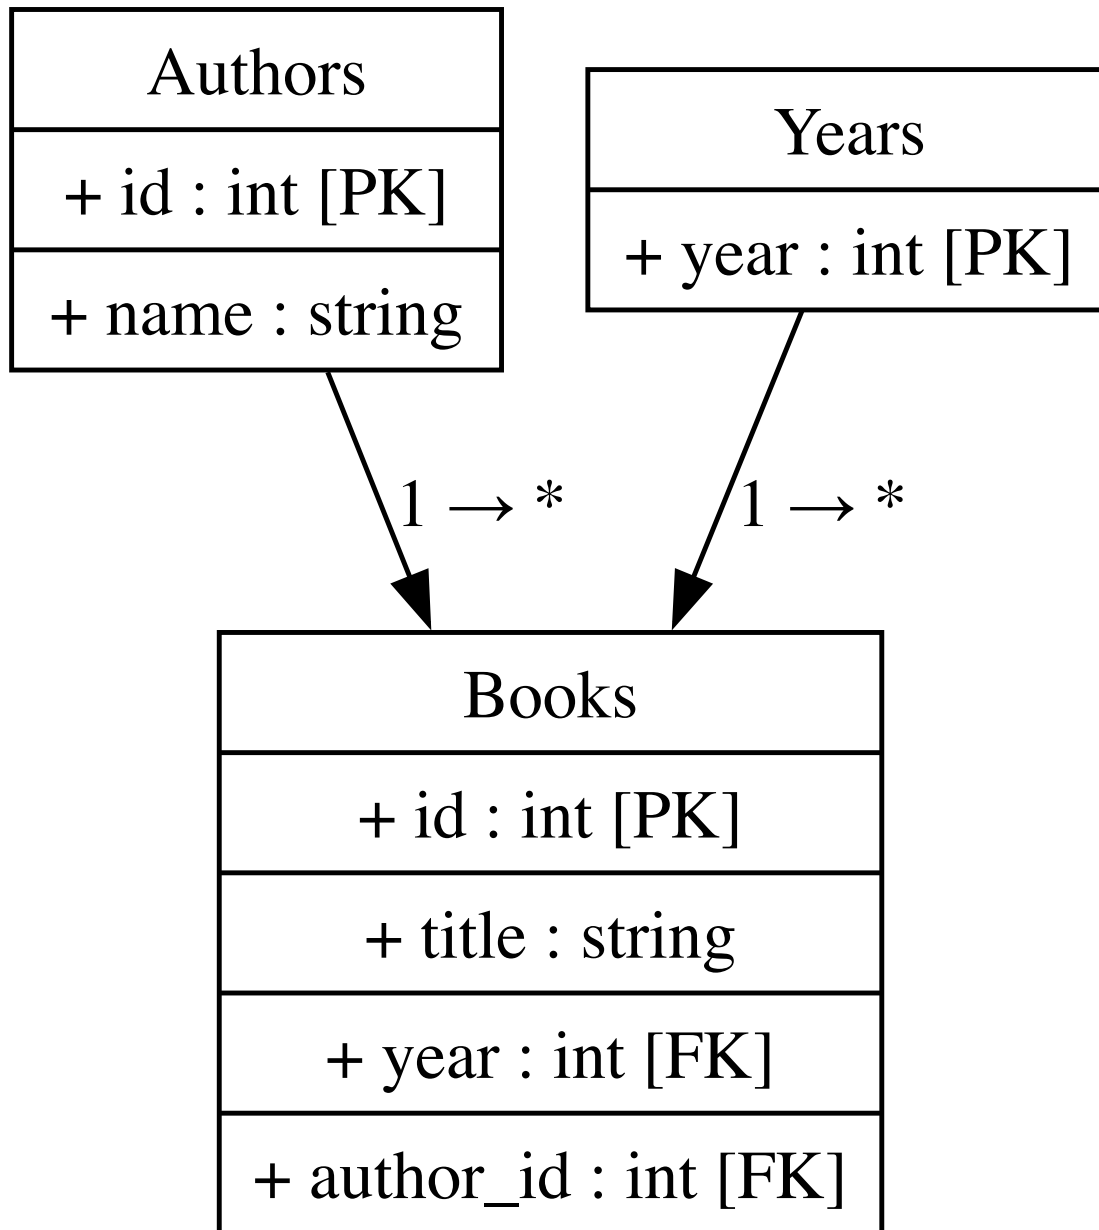 Authors
+ id : int [PK]
+ name : string
Years
+ year : int [PK]
1 → *
1 → *
Books
+ id : int [PK]
+ title : string
+ year : int [FK]
+ author_id : int [FK]